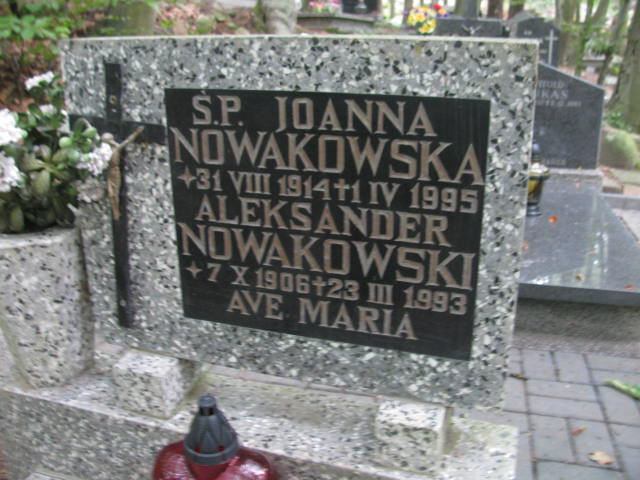 Ś.P. JOANNA
NOWAKOWSKA
*31 VIII 1914 +1 IV 1995
ALEKSANDER
NOWAKOWSKI
*7 X 1906 +23 III 1993
AVE MARIA